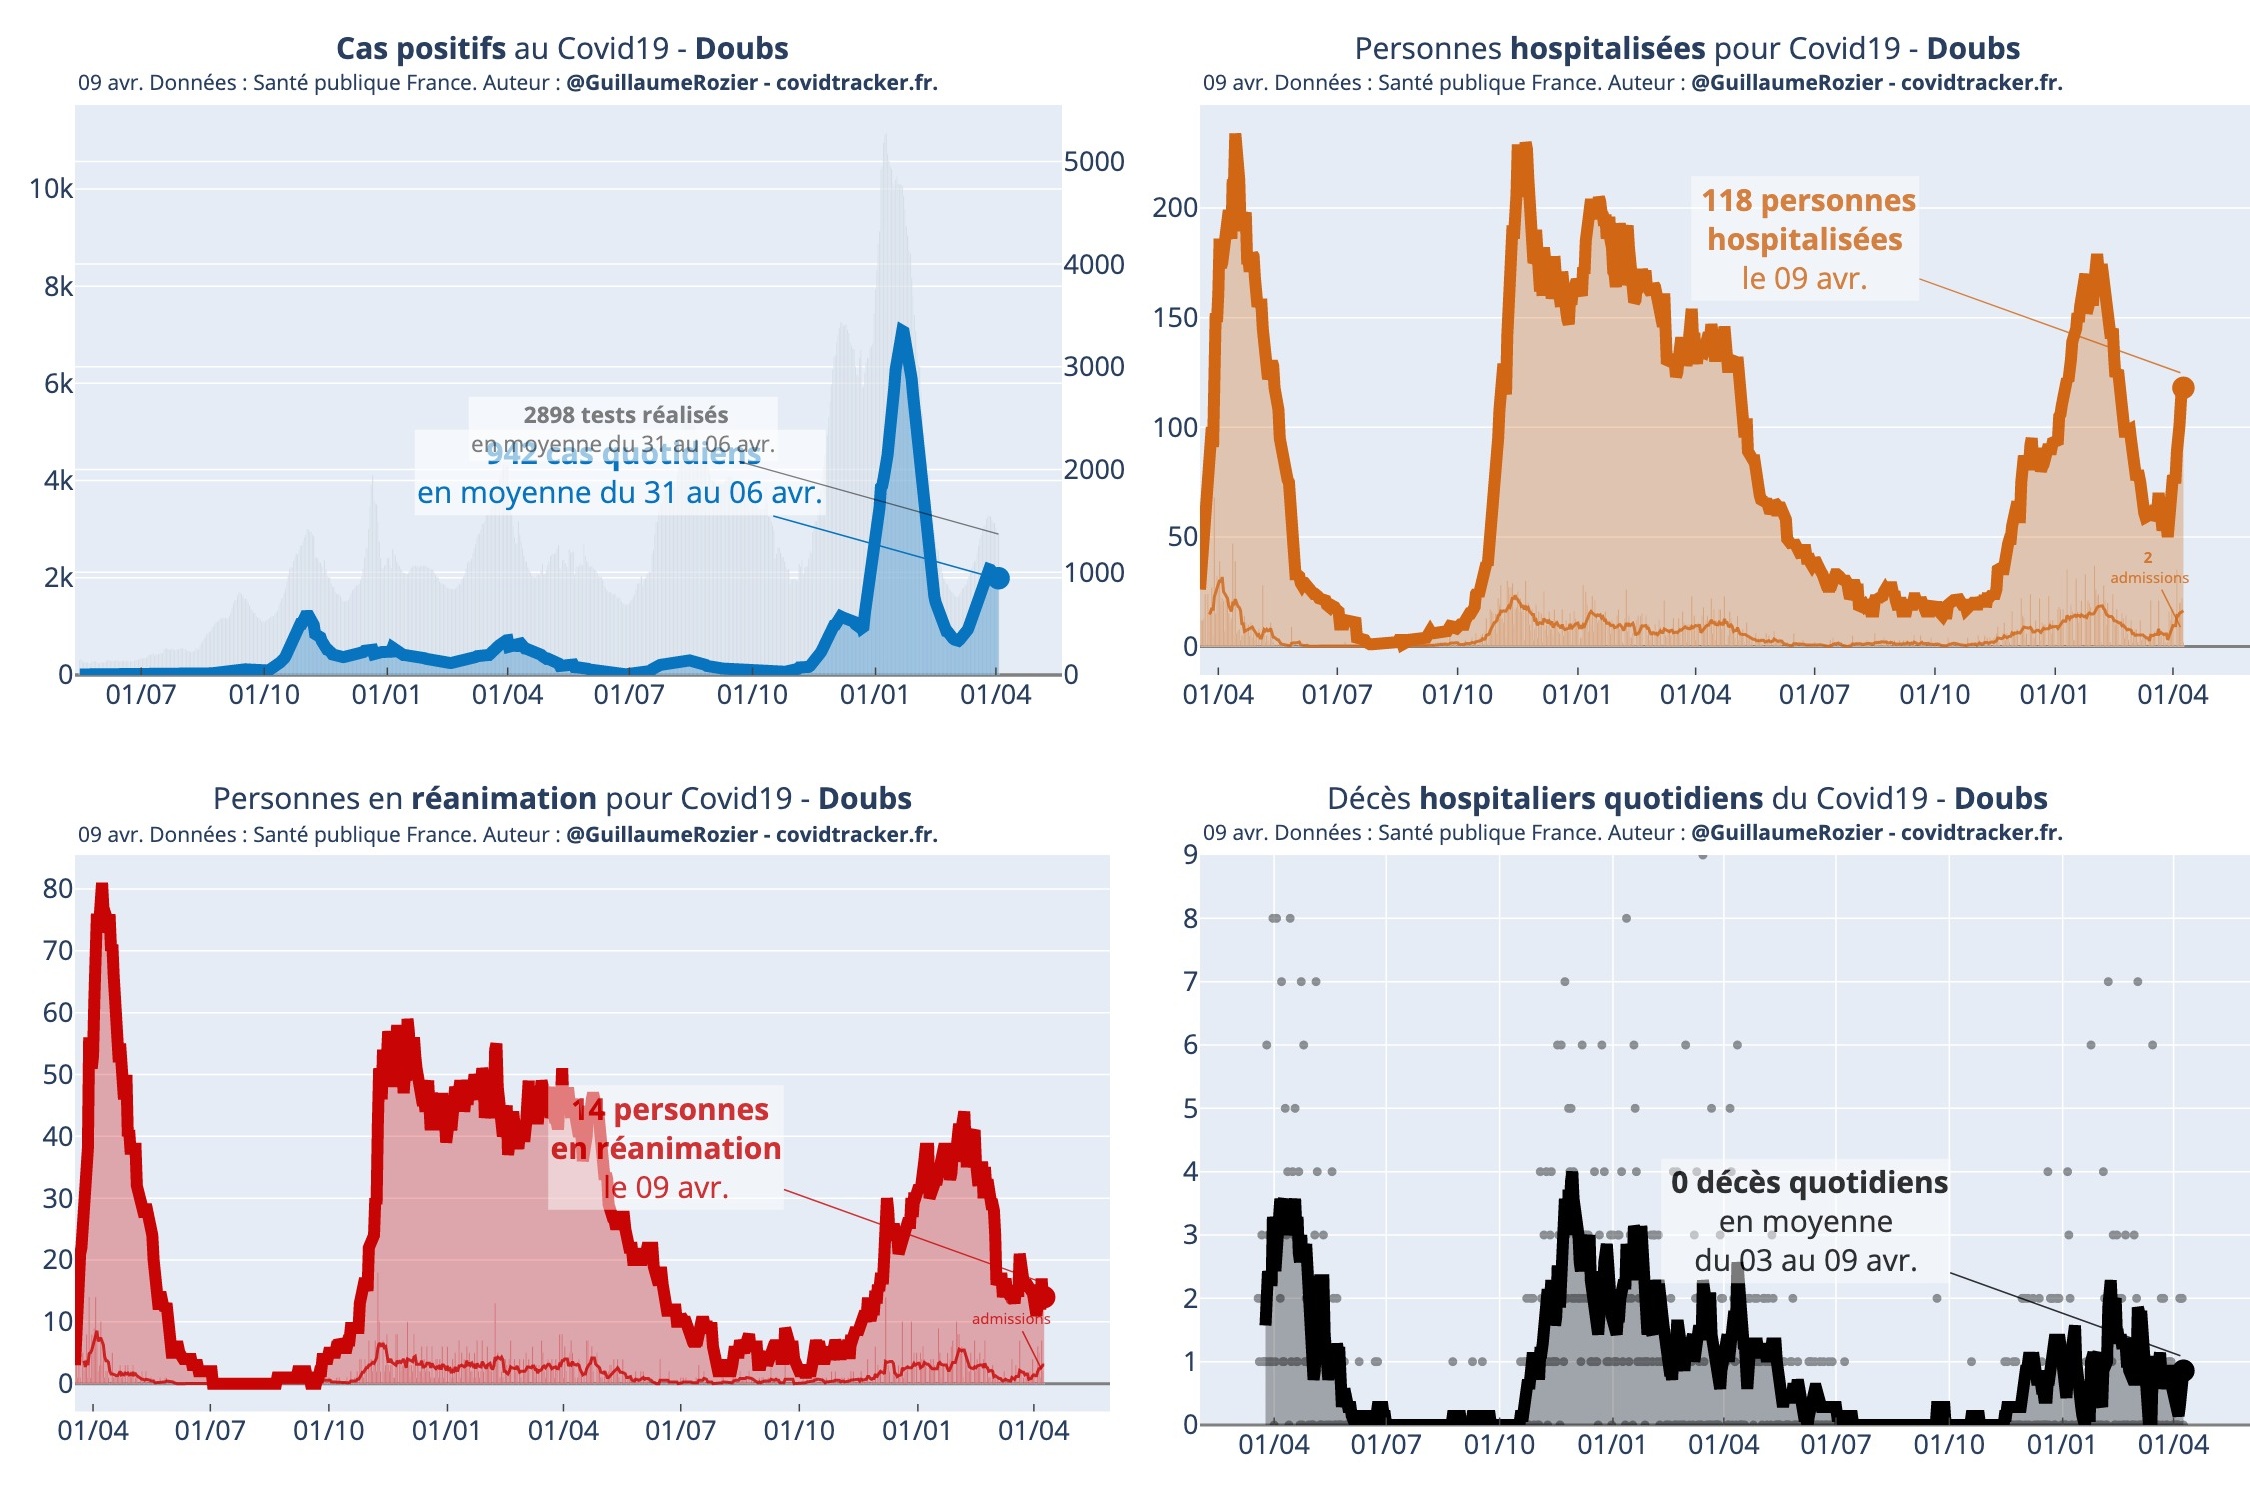 Cas positifs au Covid19 - Doubs
09 avr. Données : Santé publique France. Auteur : @GuillaumeRozier - covidtracker.fr.
10k
8k
6k
4k
2k
0
5000
4000
3000
2000
1000
0
2898 tests réalisés
en moyenne du 31 au 06 avr.
942 cas quotidiens
en moyenne du 31 au 06 avr.
01/07 01/10 01/01 01/04 01/07 01/10 01/01 01/04
Personnes hospitalisées pour Covid19 - Doubs
09 avr. Données : Santé publique France. Auteur : @GuillaumeRozier - covidtracker.fr.
200
150
100
50
0
118 personnes
hospitalisées
le 09 avr.
2
admissions
01/04 01/07 01/10 01/01 01/04 01/07 01/10 01/01 01/04
Personnes en réanimation pour Covid19 - Doubs
09 avr. Données : Santé publique France. Auteur : @GuillaumeRozier - covidtracker.fr.
80
70
60
50
40
30
20
10
0
14 personnes
en réanimation
le 09 avr.
admissions
01/04 01/07 01/10 01/01 01/04 01/07 01/10 01/01 01/04
Décès hospitaliers quotidiens du Covid19 - Doubs
09 avr. Données : Santé publique France. Auteur : @GuillaumeRozier - covidtracker.fr.
9
8
7
6
5
4
3
2
1
0
0 décès quotidiens
en moyenne
du 03 au 09 avr.
01/04 01/07 01/10 01/01 01/04 01/07 01/10 01/01 01/04